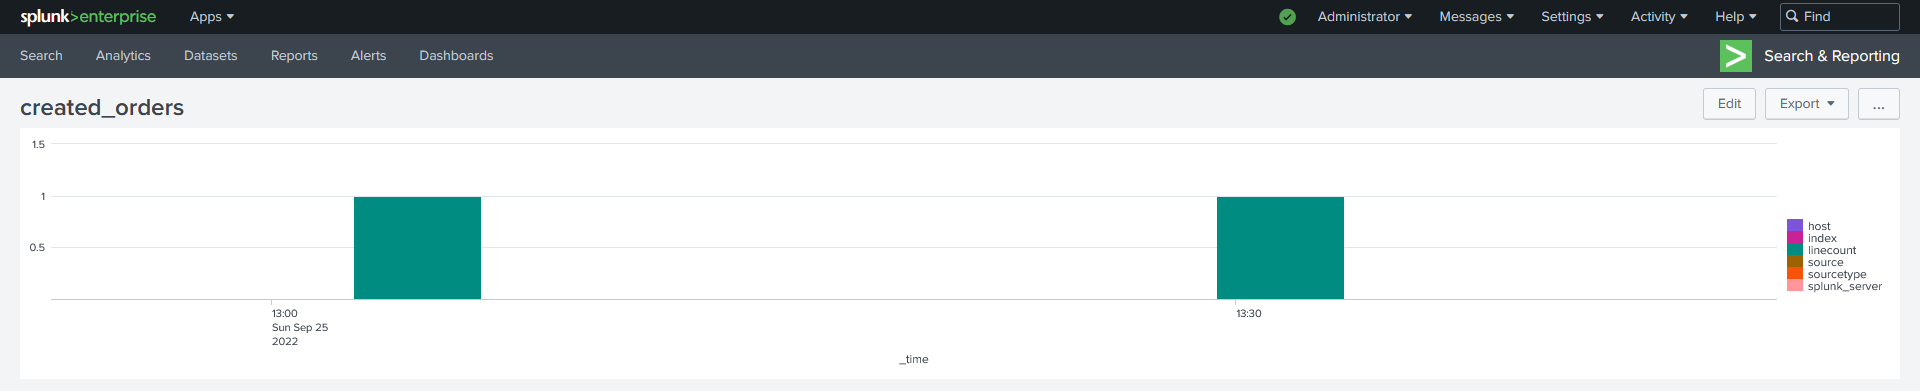 splunk>enterprise Apps Administrator Messages Settings Activity Help Find
Search Analytics Datasets Reports Alerts Dashboards Search & Reporting
created_orders Edit Export ...
1.5
1
0.5
host
index
linecount
source
sourcetype
splunk_server
13:00 13:30
Sun Sep 25
2022
_time